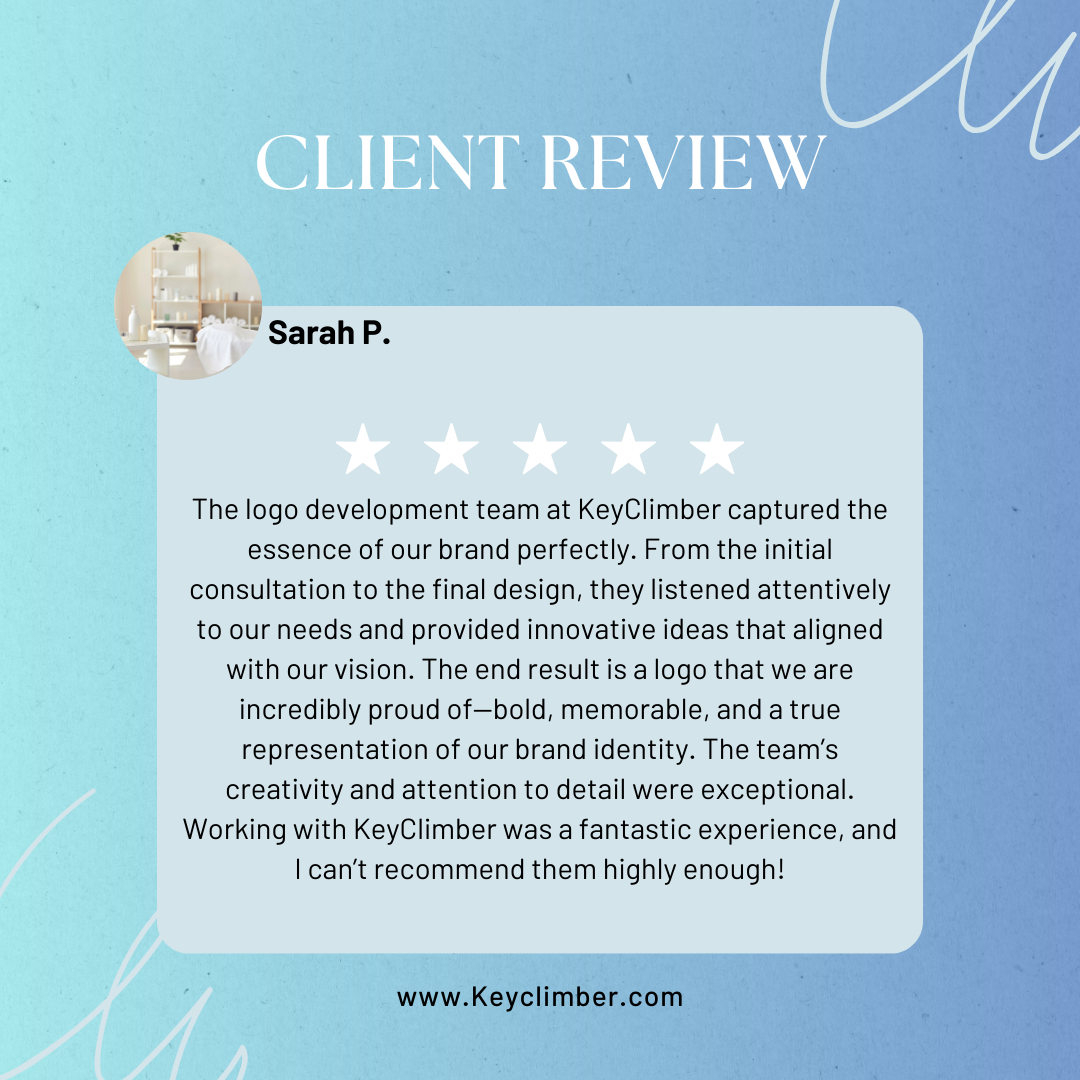 CLIENT REVIEW
Sarah P.
The logo development team at KeyClimber captured the
essence of our brand perfectly. From the initial
consultation to the final design, they listened attentively
to our needs and provided innovative ideas that aligned
with our vision. The end result is a logo that we are
incredibly proud of—bold, memorable, and a true
representation of our brand identity. The team’s
creativity and attention to detail were exceptional.
Working with KeyClimber was a fantastic experience, and
I can’t recommend them highly enough!
www.Keyclimber.com